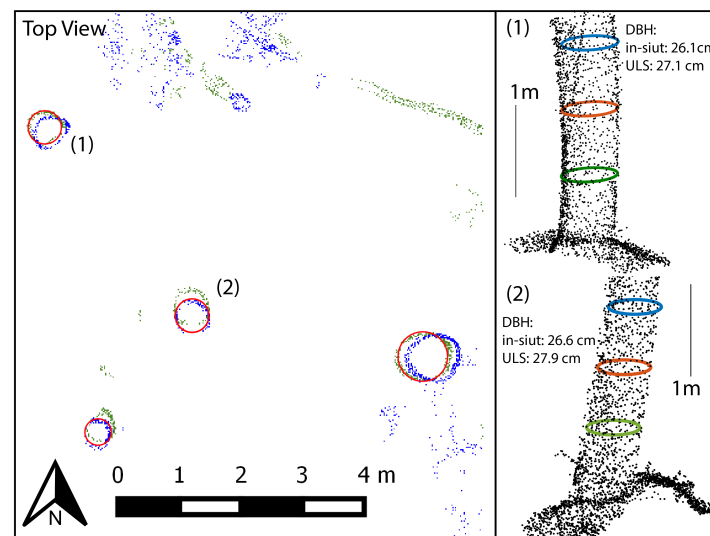 Top View
(1)
(2)
0 1 2 3 4 m
N
(1)
DBH:
in-siut: 26.1cm
ULS: 27.1 cm
1m
(2)
DBH:
in-siut: 26.6 cm
ULS: 27.9 cm
1m